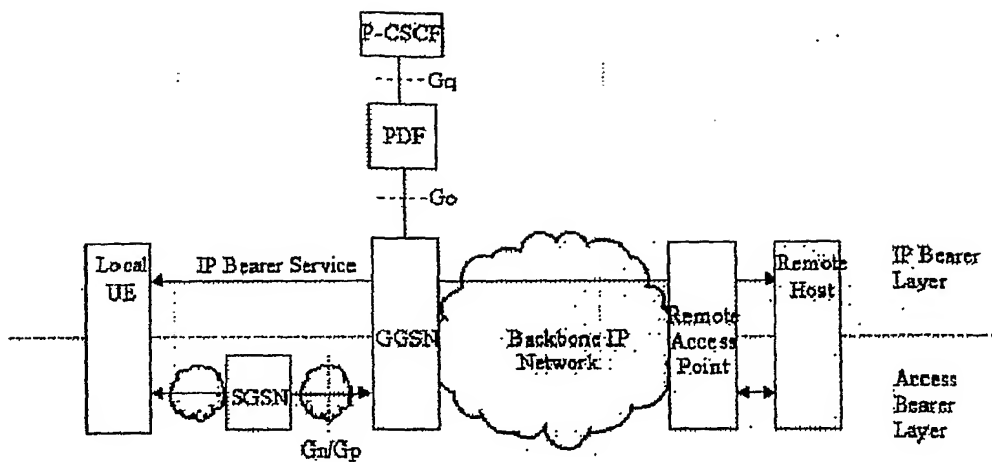 P-CSCF
Gq
PDF
Go
Local
UE
IP Bearer Service
GGSN
Backbone IP
Network
Remote
Access
Point
Remote
Host
IP Bearer
Layer
SGSN
Gn/Gp
Access
Bearer
Layer